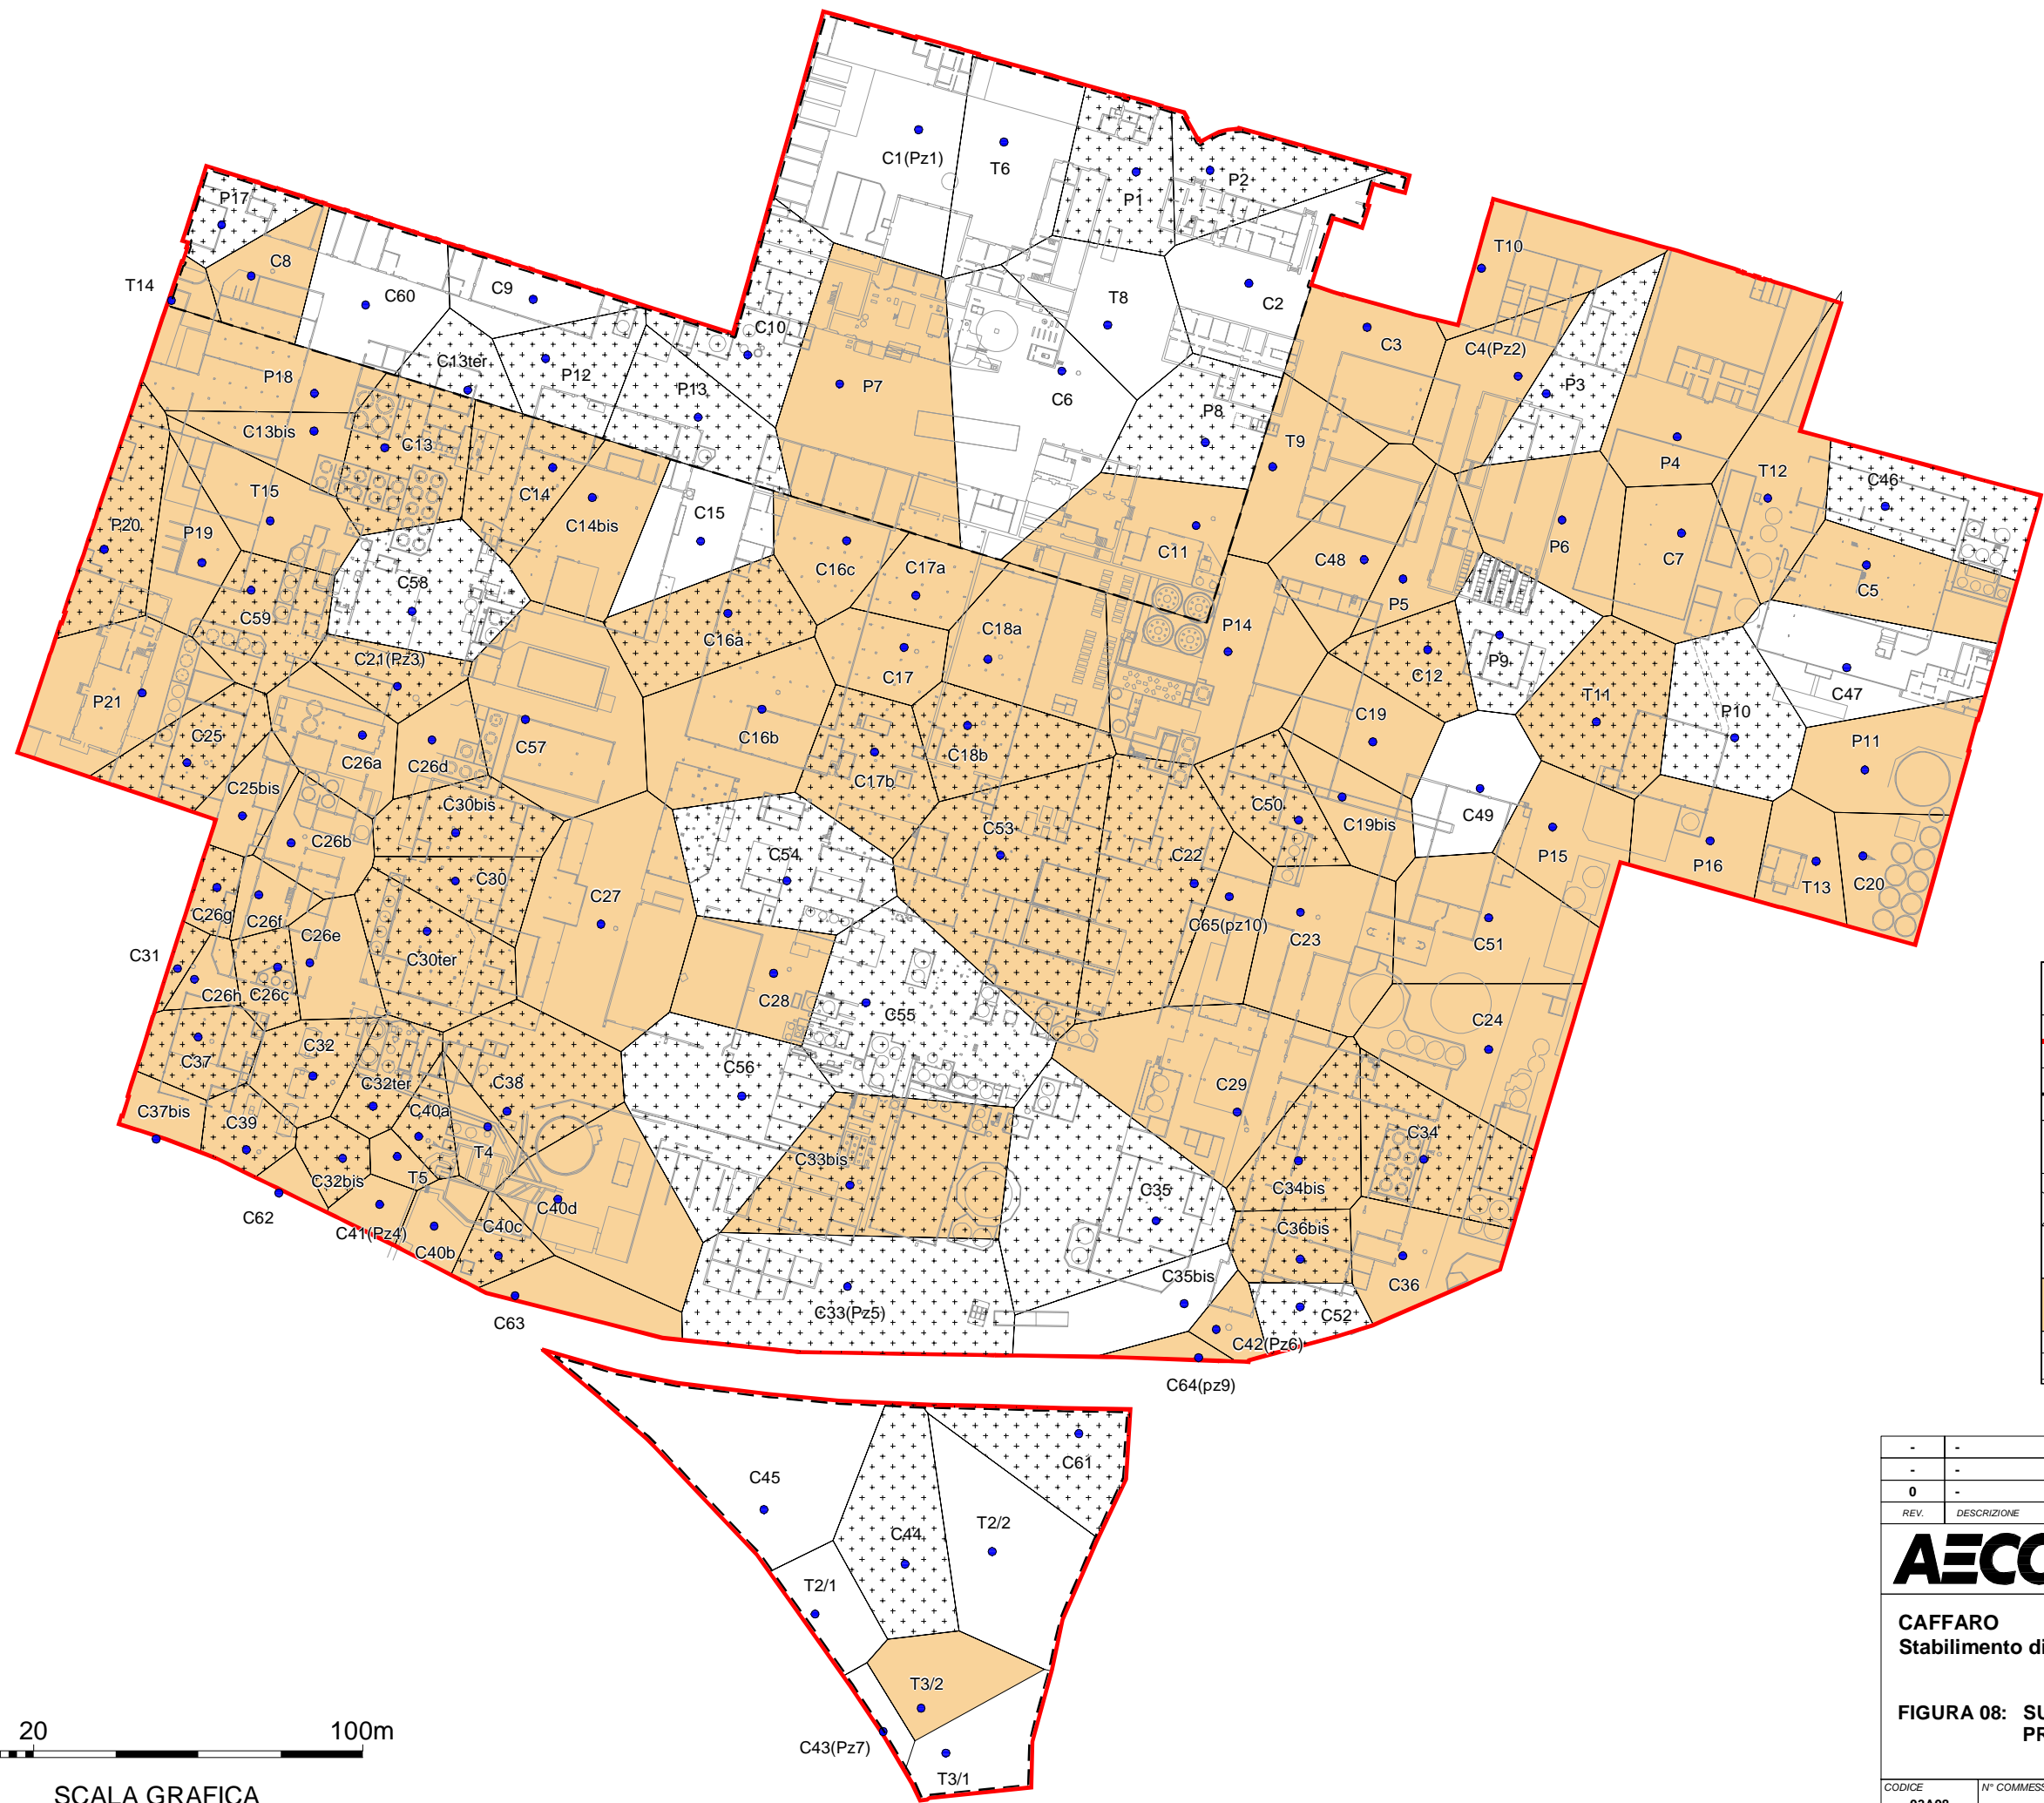 C1(Pz1)
T6
P1
P2
P17
C8
T14
C60
C9
C10
T8
C2
T10
C3
C4(Pz2)
P3
C13ter
P12
P13
P7
C6
P8
P18
C13bis
C13
T9
P4
T12
C46
T15
C14
C14bis
C15
P20
P19
C16c
C17a
C11
C48
P5
P6
C7
C5
C58
C59
C16a
C18a
P14
C12
P9
C21(Pz3)
C17
C47
P21
C25
C26a
C26d
C57
C16b
C17b
C18b
C19
T11
P10
P11
C25bis
C30bis
C26b
C54
C53
C22
C50
C19bis
C49
P15
P16
T13
C20
C26g
C26f
C30
C27
C65(pz10)
C23
C51
C31
C26e
C30ter
C26h
C26c
C28
C55
C24
C37
C32
C32ter
C38
C56
C29
C37bis
C39
C40a
C34
C32bis
T5
T4
C33bis
C34bis
C35
C62
C41(Pz4)
C40b
C40c
C40d
C36bis
C36
C35bis
C63
C33(Pz5)
C52
C42(Pz6)
C64(pz9)
C45
C61
C44
T2/2
T2/1
T3/2
C43(Pz7)
T3/1
20
100m
SCALA GRAFICA
- -
- -
0 -
REV. DESCRIZIONE
CAFFARO
Stabilimento di
FIGURA 08:
CODICE